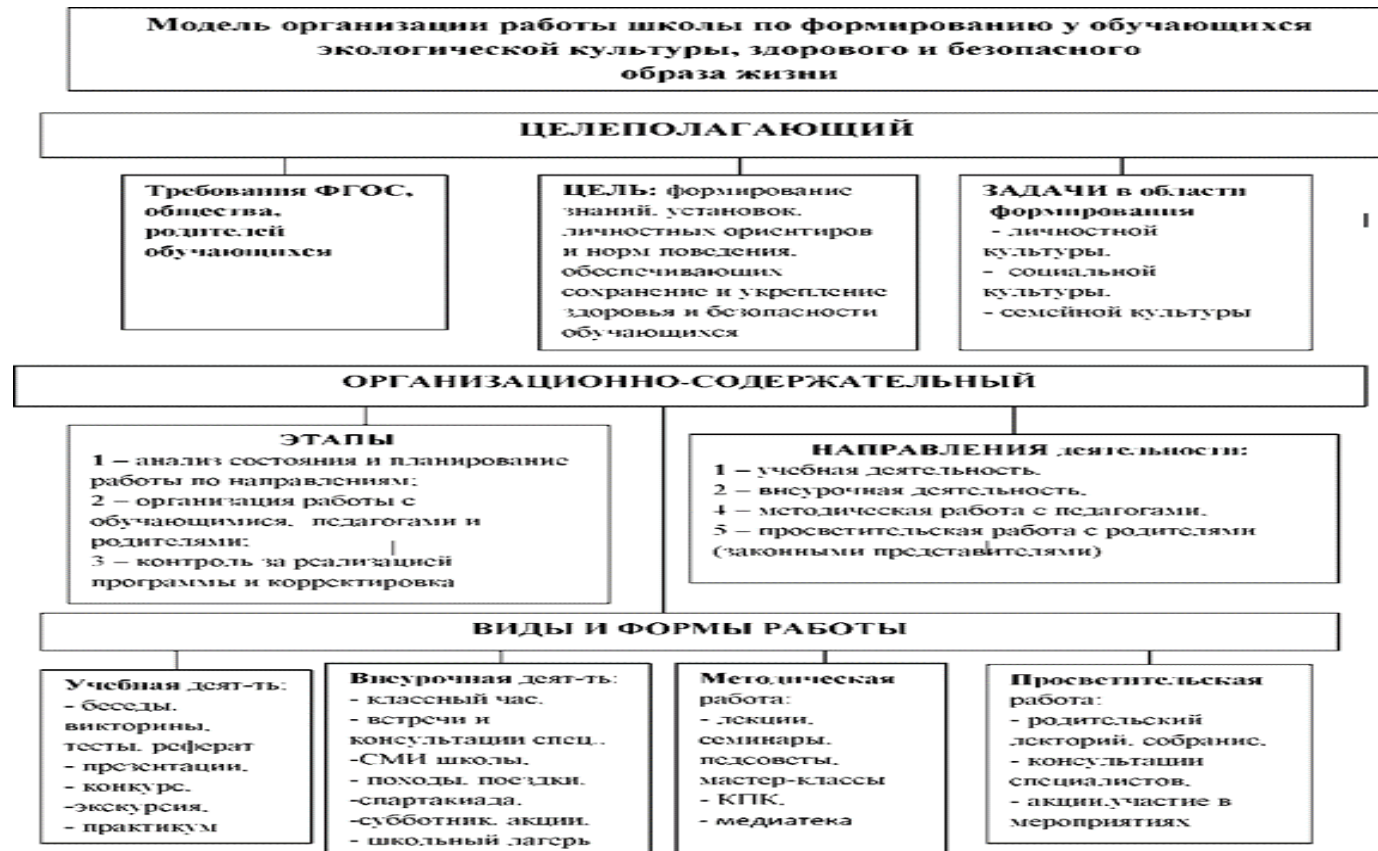 Модель организации работы школы по формированию у обучающихся
экологической культуры, здорового и безопасного
образа жизни
ЦЕЛЕПОЛАГАЮЩИЙ
Требования ФГОС,
общества,
родителей
обучающихся
ЦЕЛЬ: формирование
знаний, установок,
личностных ориентиров
и норм поведения,
обеспечивающих
сохранение и укрепление
здоровья и безопасности
обучающихся
ЗАДАЧИ в области
формирования
- личностной
культуры,
- социальной
культуры,
- семейной культуры
ОРГАНИЗАЦИОННО-СОДЕРЖАТЕЛЬНЫЙ
ЭТАПЫ
1 – анализ состояния и планирование
работы по направлениям;
2 – организация работы с
обучающимися, педагогами и
родителями;
3 – контроль за реализацией
программы и корректировка
НАПРАВЛЕНИЯ деятельности:
1 – учебная деятельность,
2 – внеурочная деятельность,
4 – методическая работа с педагогами,
5 – просветительская работа с родителями
(законными представителями)
ВИДЫ И ФОРМЫ РАБОТЫ
Учебная деят-ть:
- беседы,
викторины,
тесты, реферат
- презентации,
- конкурс,
-экскурсия,
- практикум
Внеурочная деят-ть:
- классный час,
- встречи и
консультации спец.,
-СМИ школы,
- походы, поездки,
-спартакиада,
-субботник, акции,
- школьный лагерь
Методическая
работа:
- лекции,
семинары,
педсоветы,
мастер-классы
- КПК,
- медиатека
Просветительская
работа:
- родительский
лекторий, собрание,
- консультации
специалистов,
- акции,участие в
мероприятиях